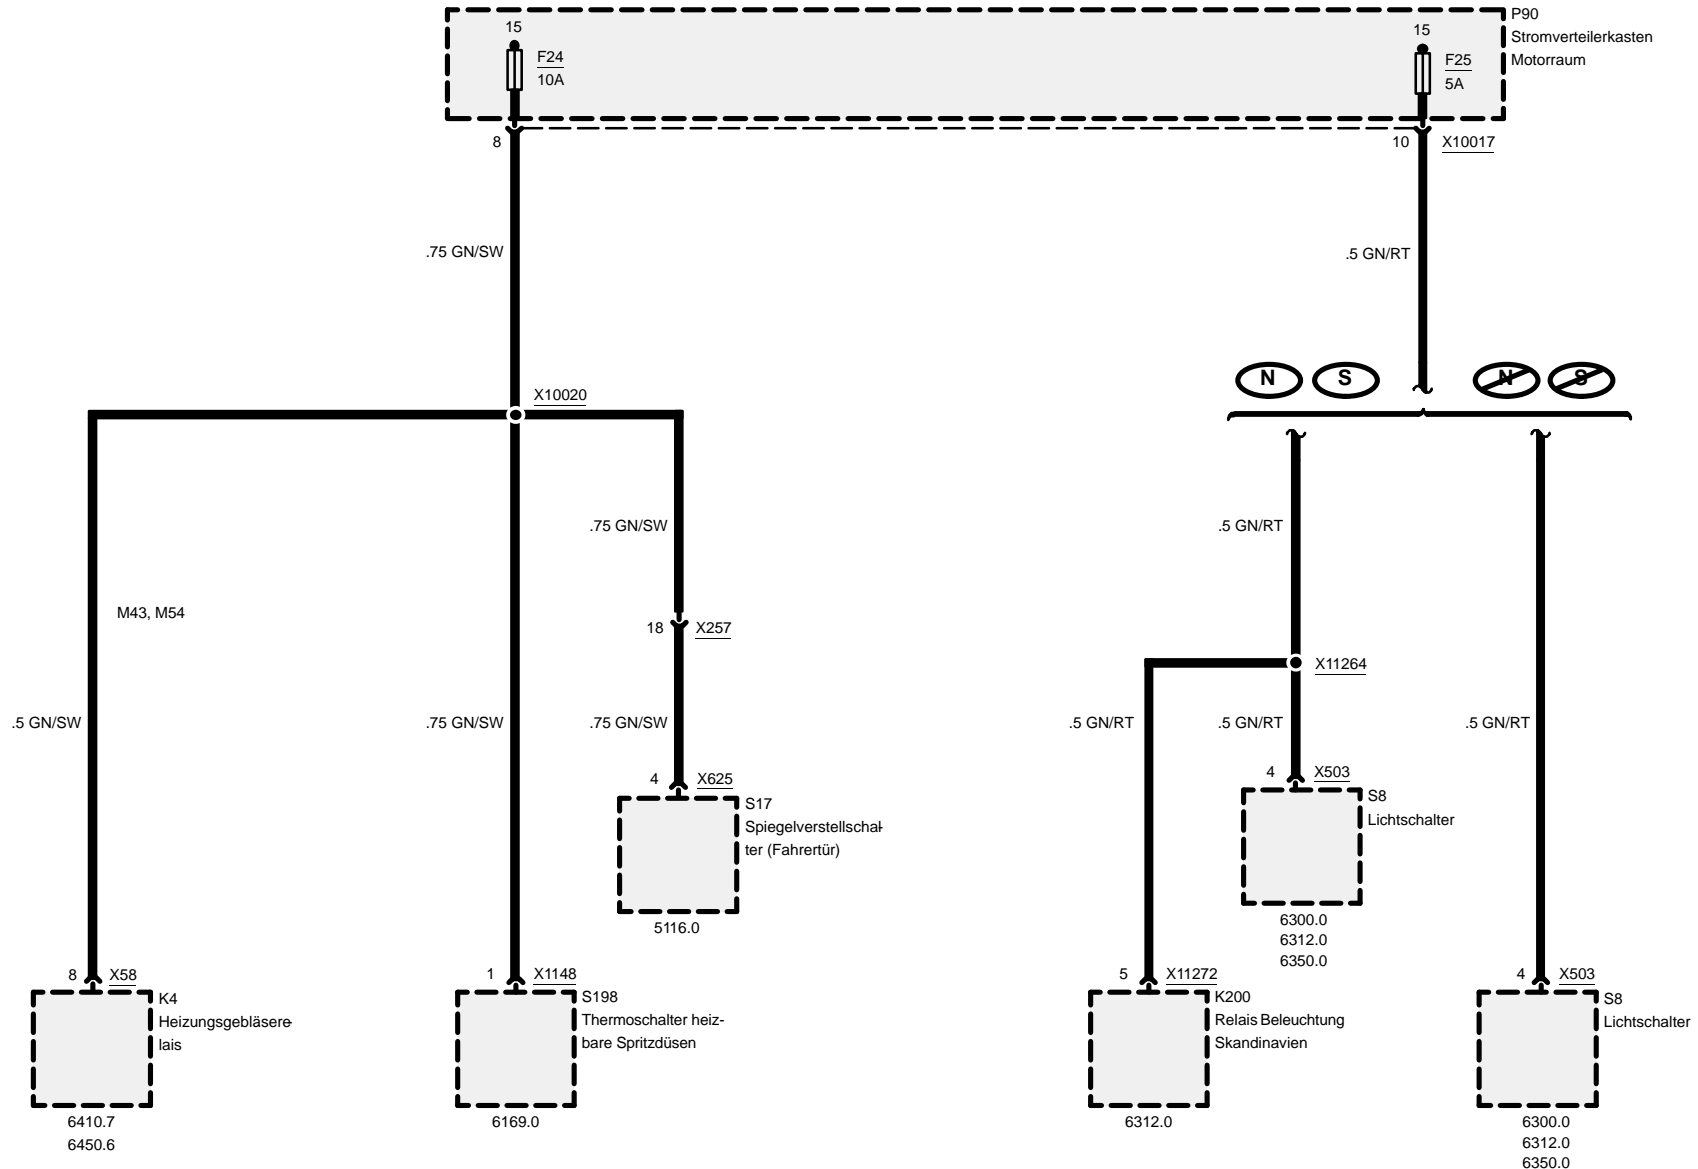 P90
Stromverteilerkasten
Motorraum
15
F24
10A
15
F25
5A
8
10
X10017
.75 GN/SW
.5 GN/RT
N
S
N
S
X10020
.75 GN/SW
.5 GN/RT
M43, M54
18
X257
X11264
.5 GN/SW
.75 GN/SW
.75 GN/SW
.5 GN/RT
.5 GN/RT
.5 GN/RT
4
X625
S17
Spiegelverstellschal-
ter (Fahrertür)
5116.0
4
X503
S8
Lichtschalter
6300.0
6312.0
6350.0
8
X58
K4
Heizungsgebläsere-
lais
6410.7
6450.6
1
X1148
S198
Thermoschalter heiz-
bare Spritzdüsen
6169.0
5
X11272
K200
Relais Beleuchtung
Skandinavien
6312.0
4
X503
S8
Lichtschalter
6300.0
6312.0
6350.0